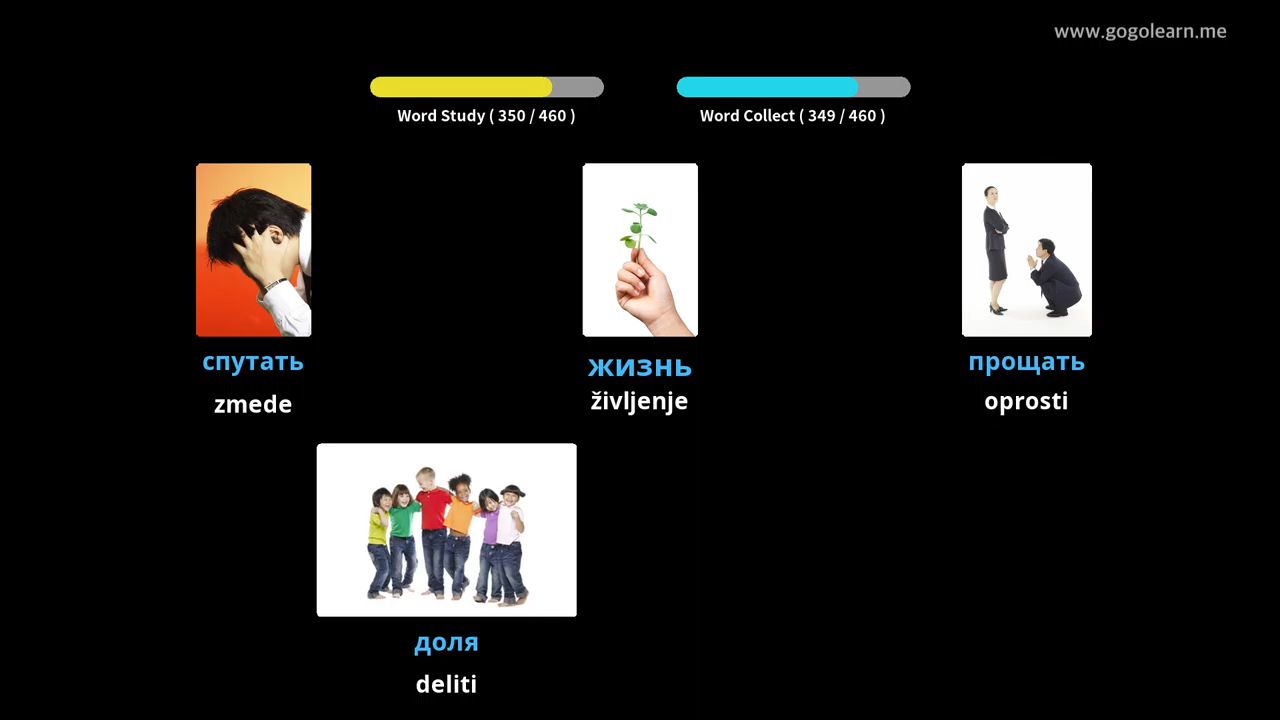 www.gogolearn.me
Word Study ( 350 / 460 )
Word Collect ( 349 / 460 )
спутать
zmede
жизнь
življenje
прощать
oprosti
доля
deliti